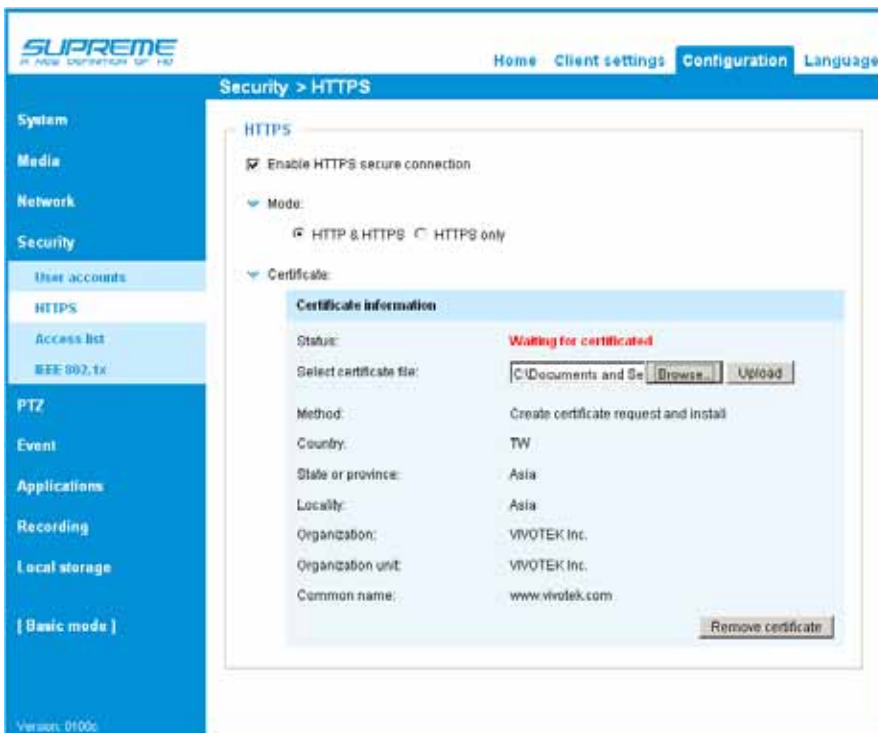 SUPREME
A NEW DEFINITION OF HD
Home Client settings Configuration Language
Security > HTTPS
System
Media
Network
Security
User accounts
HTTPS
Access list
IEEE 802.1x
PTZ
Event
Applications
Recording
Local storage
[ Basic mode ]
Version: 0100c
HTTPS
Enable HTTPS secure connection
Mode:
HTTP & HTTPS HTTPS only
Certificate:
Certificate information
Status: Waiting for certificated
Select certificate file: C:\Documents and Se Browse... Upload
Method: Create certificate request and install
Country: TW
State or province: Asia
Locality: Asia
Organization: VIVOTEK Inc.
Organization unit: VIVOTEK Inc.
Common name: www.vivotek.com
Remove certificate